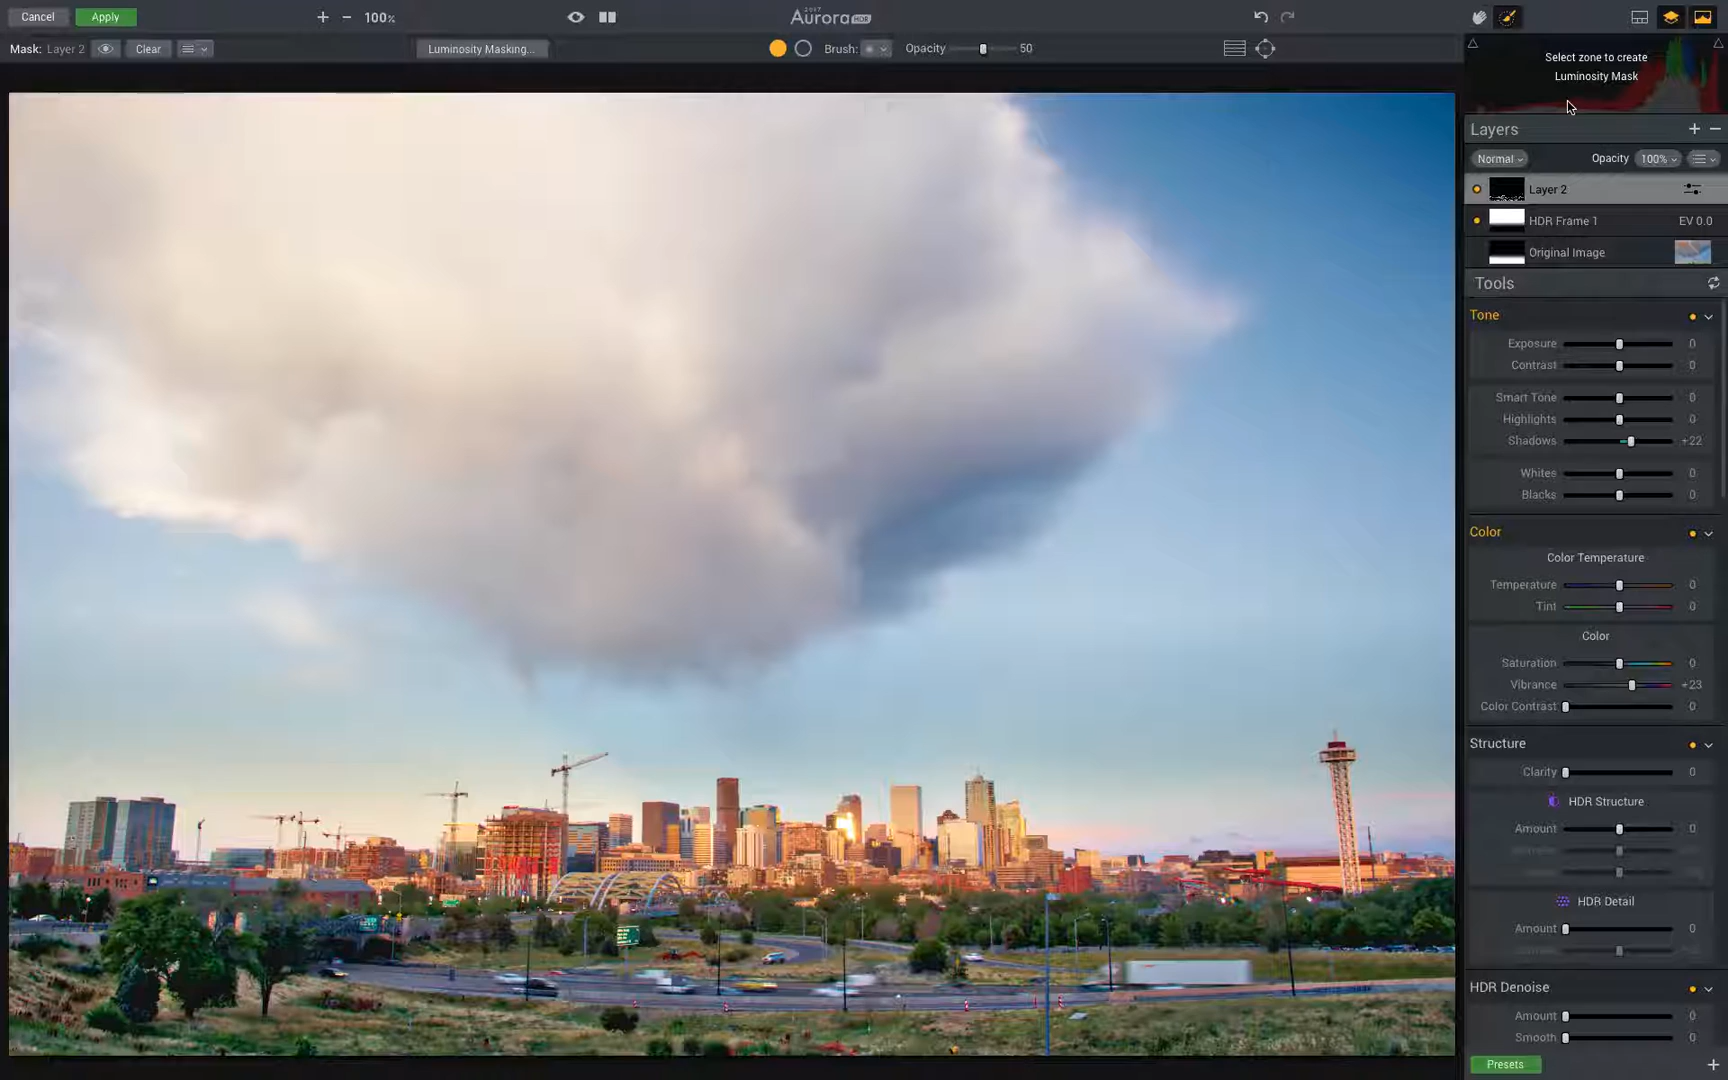 Cancel
Apply
100%
2017
Aurora HDR
Mask: Layer 2
Clear
Luminosity Masking...
Brush:
Opacity
50
Select zone to create
Luminosity Mask
Layers
Normal
Opacity
100%
Layer 2
HDR Frame 1
EV 0.0
Original Image
Tools
Tone
Exposure 0
Contrast 0
Smart Tone 0
Highlights 0
Shadows +22
Whites 0
Blacks 0
Color
Color Temperature
Temperature 0
Tint 0
Color
Saturation 0
Vibrance +23
Color Contrast 0
Structure
Clarity 0
HDR Structure
Amount 0
HDR Detail
Amount 0
HDR Denoise
Amount 0
Smooth 0
Presets